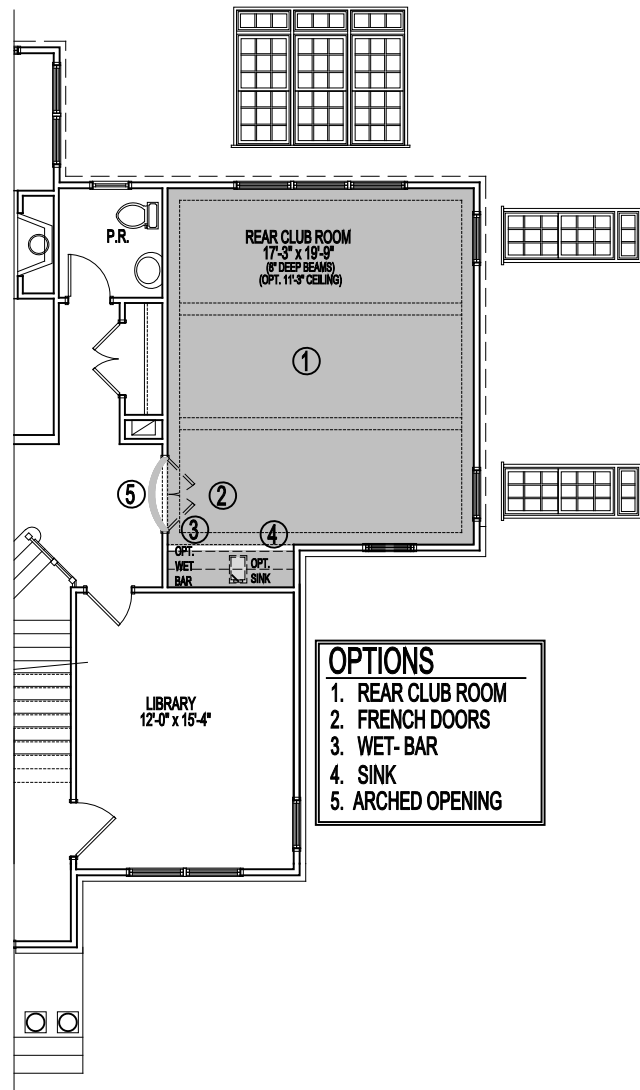 P.R.
REAR CLUB ROOM
17'-3" x 19'-9"
(6" DEEP BEAMS)
(OPT. 11'-3" CEILING)
1
5
2
3
4
OPT.
WET
BAR
OPT.
SINK
LIBRARY
12'-0" x 15'-4"
OPTIONS
1. REAR CLUB ROOM
2. FRENCH DOORS
3. WET- BAR
4. SINK
5. ARCHED OPENING